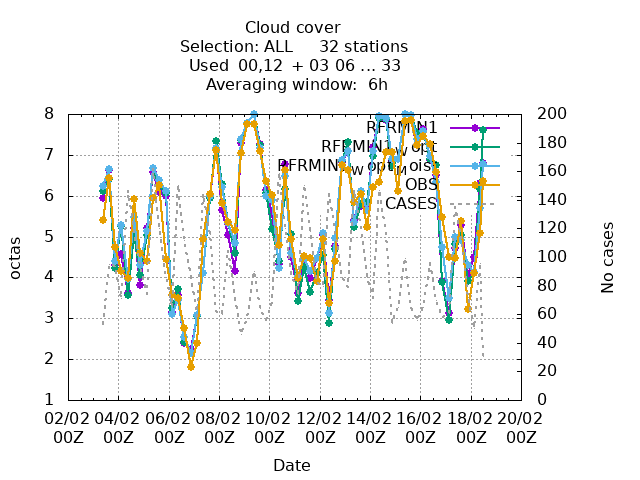 Cloud cover
Selection: ALL 32 stations
Used 00,12 + 03 06 ... 33
Averaging window: 6h
8
7
6
5
4
3
2
1
octas
200
180
160
140
120
100
80
60
40
20
0
No cases
RFRMIN1
OBS
CASES
02/02 04/02 06/02 08/02 10/02 12/02 14/02 16/02 18/02 20/02
00Z 00Z 00Z 00Z 00Z 00Z 00Z 00Z 00Z 00Z
Date